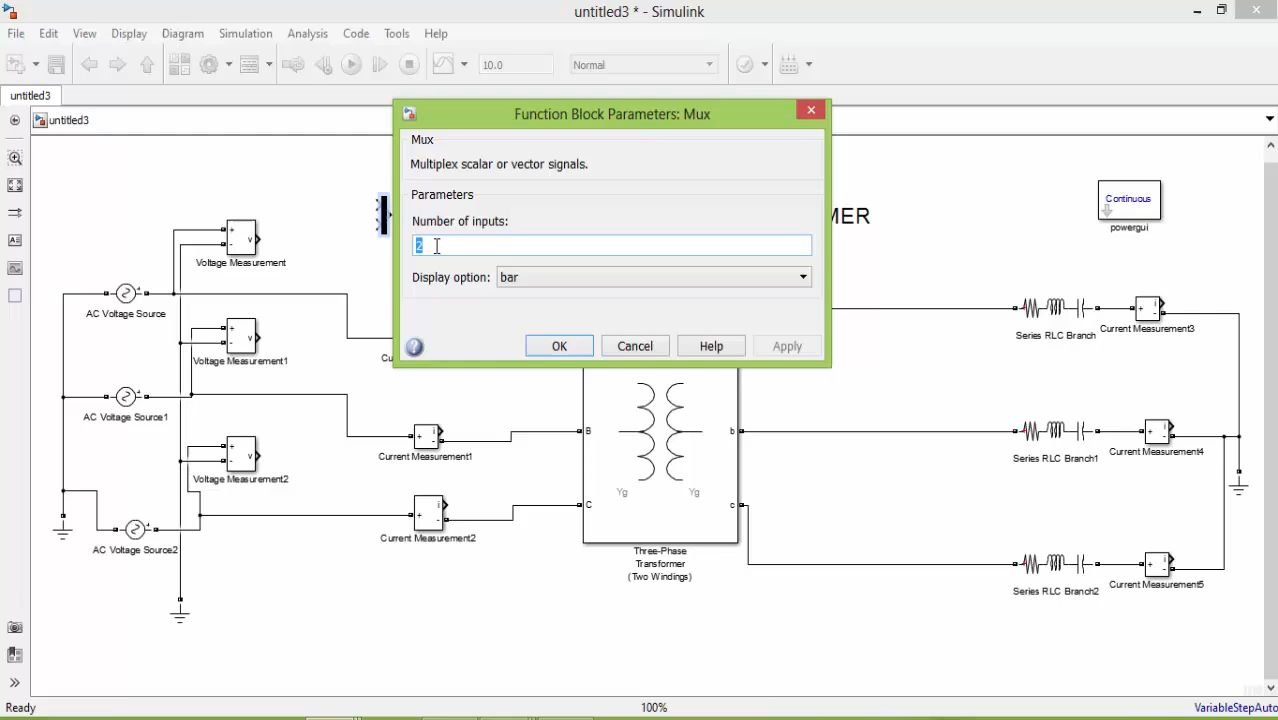 untitled3 * - Simulink
File Edit View Display Diagram Simulation Analysis Code Tools Help
10.0 Normal
untitled3
untitled3
Function Block Parameters: Mux
Mux
Multiplex scalar or vector signals.
Parameters
Number of inputs:
2
Display option: bar
OK Cancel Help Apply
MER
Continuous
powergui
+
-
v
Voltage Measurement
AC Voltage Source
+
-
v
Voltage Measurement1
AC Voltage Source1
+
-
v
Voltage Measurement2
AC Voltage Source2
Cu
+
i
-
Current Measurement1
+
i
-
Current Measurement2
B
C
b
c
Yg Yg
Three-Phase
Transformer
(Two Windings)
Series RLC Branch
+
i
-
Current Measurement3
Series RLC Branch1
+
i
-
Current Measurement4
Series RLC Branch2
+
i
-
Current Measurement5
Ready 100% VariableStepAuto